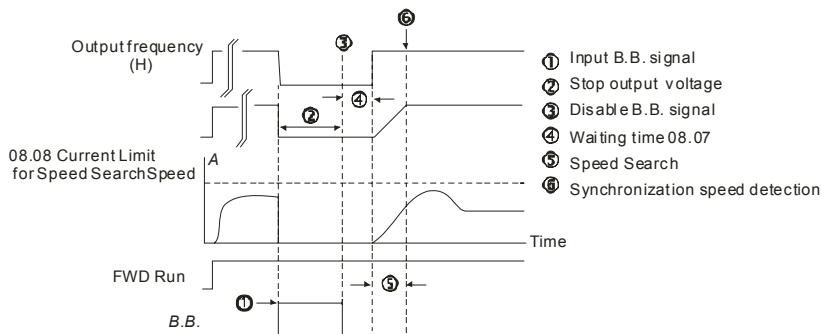 Output frequency
(H)
08.08 Current Limit
for Speed SearchSpeed
A
FWD Run
B.B.
Time
⑥
③
④
②
⑤
①
① Input B.B. signal
② Stop output voltage
③ Disable B.B. signal
④ Waiting time 08.07
⑤ Speed Search
⑥ Synchronization speed detection